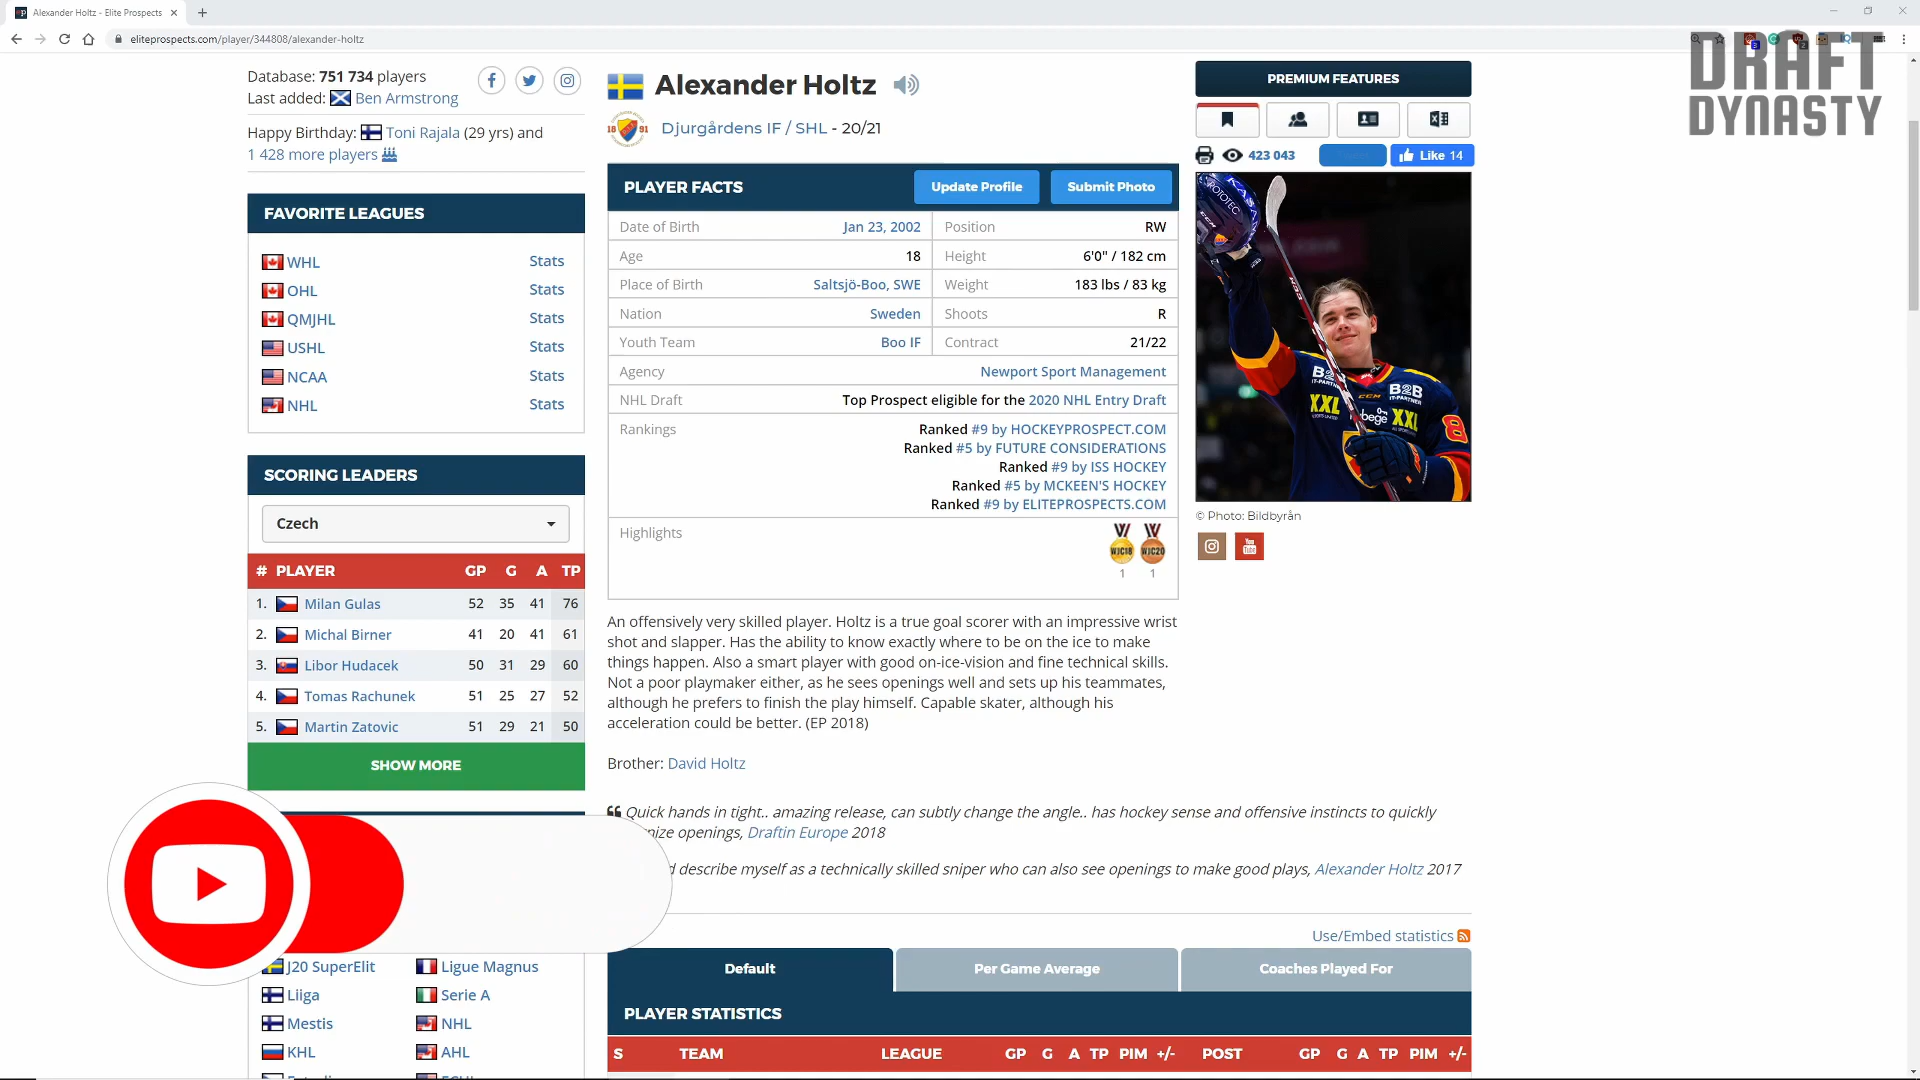 Alexander Holtz - Elite Prospects
eliteprospects.com/player/344808/alexander-holtz
DRAFT
DYNASTY
Database: 751 734 players
Last added: Ben Armstrong
Happy Birthday: Toni Rajala (29 yrs) and
1 428 more players
FAVORITE LEAGUES
WHL Stats
OHL Stats
QMJHL Stats
USHL Stats
NCAA Stats
NHL Stats
SCORING LEADERS
Czech
# PLAYER GP G A TP
1. Milan Gulas 52 35 41 76
2. Michal Birner 41 20 41 61
3. Libor Hudacek 50 31 29 60
4. Tomas Rachunek 51 25 27 52
5. Martin Zatovic 51 29 21 50
SHOW MORE
J20 SuperElit Ligue Magnus
Liiga Serie A
Mestis NHL
KHL AHL
Alexander Holtz
18 91
Djurgårdens IF / SHL - 20/21
PLAYER FACTS Update Profile Submit Photo
Date of Birth Jan 23, 2002 Position RW
Age 18 Height 6'0" / 182 cm
Place of Birth Saltsjö-Boo, SWE Weight 183 lbs / 83 kg
Nation Sweden Shoots R
Youth Team Boo IF Contract 21/22
Agency Newport Sport Management
NHL Draft Top Prospect eligible for the 2020 NHL Entry Draft
Rankings Ranked #9 by HOCKEYPROSPECT.COM
Ranked #5 by FUTURE CONSIDERATIONS
Ranked #9 by ISS HOCKEY
Ranked #5 by MCKEEN'S HOCKEY
Ranked #9 by ELITEPROSPECTS.COM
Highlights WJC18 WJC20
1 1
An offensively very skilled player. Holtz is a true goal scorer with an impressive wrist
shot and slapper. Has the ability to know exactly where to be on the ice to make
things happen. Also a smart player with good on-ice-vision and fine technical skills.
Not a poor playmaker either, as he sees openings well and sets up his teammates,
although he prefers to finish the play himself. Capable skater, although his
acceleration could be better. (EP 2018)
Brother: David Holtz
Quick hands in tight.. amazing release, can subtly change the angle.. has hockey sense and offensive instincts to quickly
nize openings, Draftin Europe 2018
d describe myself as a technically skilled sniper who can also see openings to make good plays, Alexander Holtz 2017
Use/Embed statistics
Default Per Game Average Coaches Played For
PLAYER STATISTICS
S TEAM LEAGUE GP G A TP PIM +/- POST GP G A TP PIM +/-
PREMIUM FEATURES
423 043 Like 14
PROTOTEC
CCM
B2B B2B
IT-PARTNER IT-PARTNER
CCM
XXL XXL
8
© Photo: Bildbyrån
You
Tube